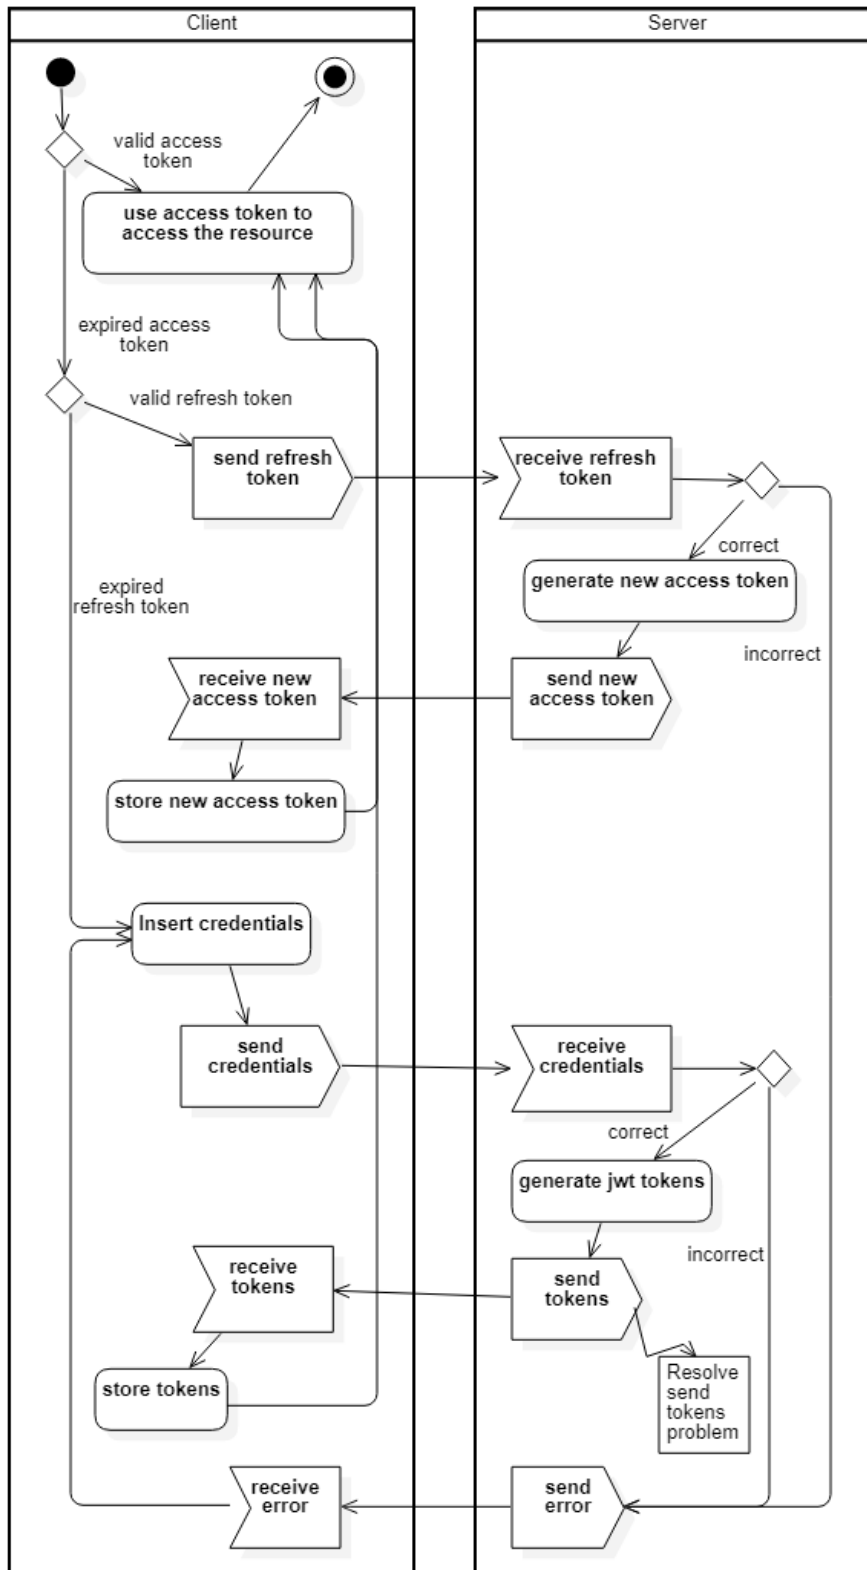 Client
Server
valid access
token
use access token to
access the resource
expired access
token
valid refresh token
send refresh
token
receive refresh
token
correct
generate new access token
expired
refresh token
incorrect
receive new
access token
send new
access token
store new access token
Insert credentials
send
credentials
receive
credentials
correct
generate jwt tokens
incorrect
receive
tokens
send
tokens
Resolve
send
tokens
problem
store tokens
receive
error
send
error